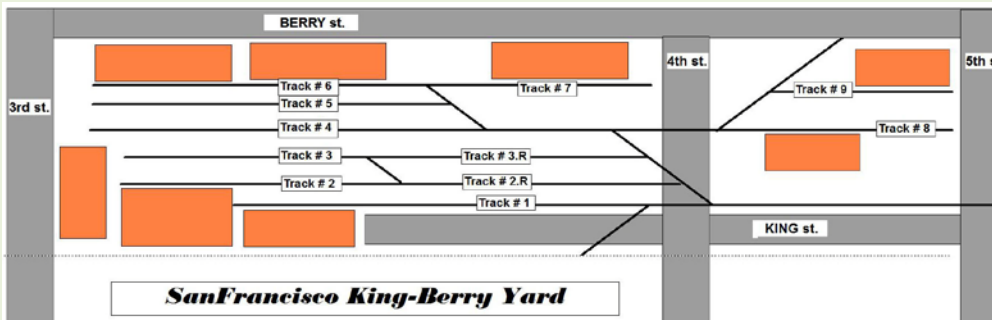 BERRY st.
4th st.
5th s
3rd st.
Track # 6
Track # 7
Track # 9
Track # 5
Track # 4
Track # 8
Track # 3
Track # 3.R
Track # 2
Track # 2.R
Track # 1
KING st.
SanFrancisco King-Berry Yard